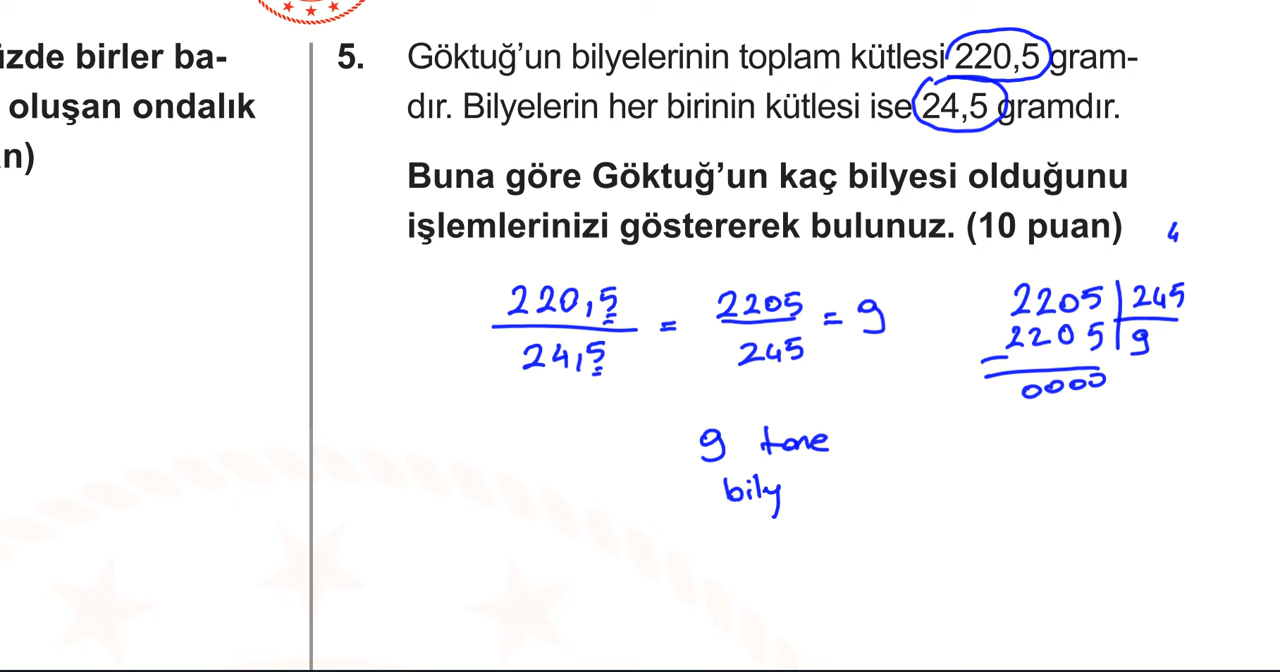 üzde birler ba-
oluşan ondalık
n)
5. Göktuğ'un bilyelerinin toplam kütlesi 220,5 gram-
dır. Bilyelerin her birinin kütlesi ise 24,5 gramdır.
Buna göre Göktuğ'un kaç bilyesi olduğunu
işlemlerinizi göstererek bulunuz. (10 puan)
4
220,5 / 24,5 = 2205 / 245 = 9
2205 | 245
2205 | 9
0000
9 tane
bily